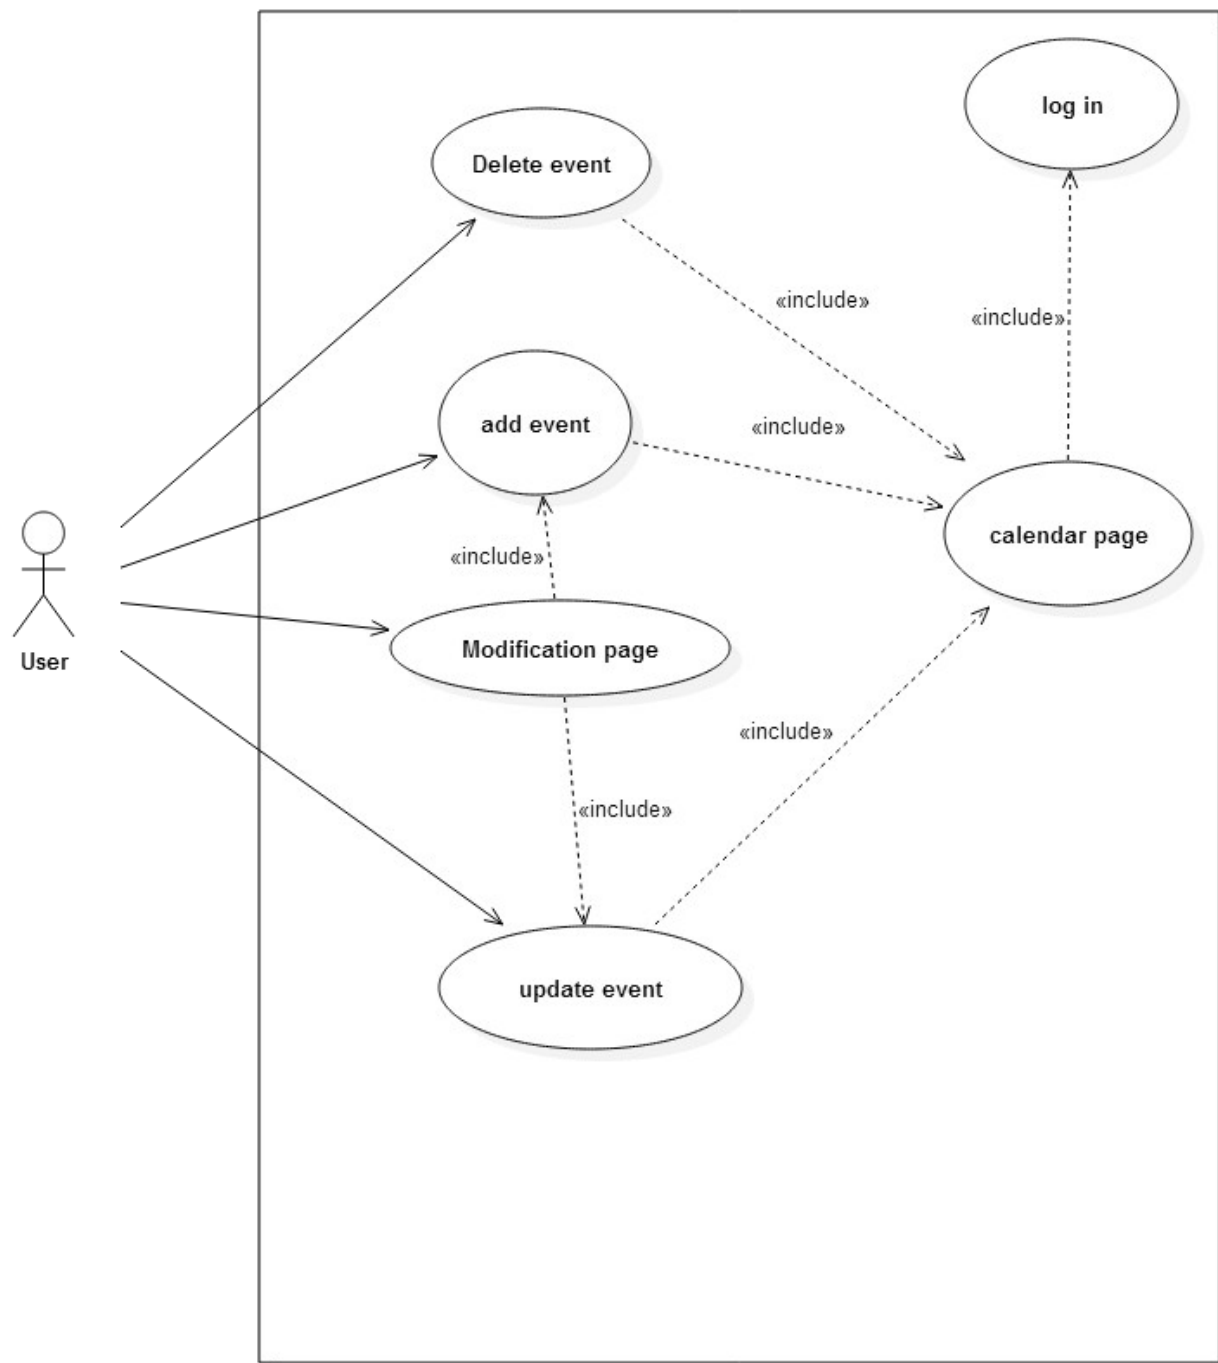 log in
Delete event
«include»
«include»
add event
«include»
calendar page
«include»
Modification page
User
«include»
«include»
update event